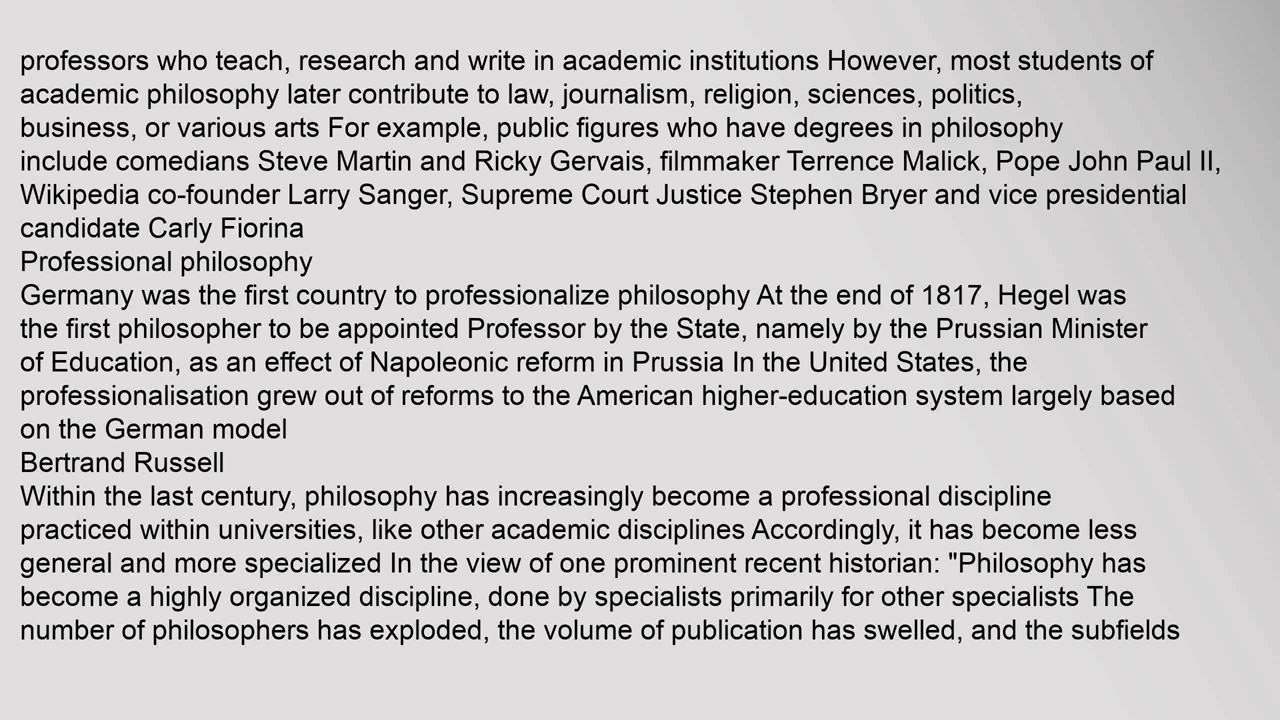 professors who teach, research and write in academic institutions However, most students of
academic philosophy later contribute to law, journalism, religion, sciences, politics,
business, or various arts For example, public figures who have degrees in philosophy
include comedians Steve Martin and Ricky Gervais, filmmaker Terrence Malick, Pope John Paul II,
Wikipedia co-founder Larry Sanger, Supreme Court Justice Stephen Bryer and vice presidential
candidate Carly Fiorina
Professional philosophy
Germany was the first country to professionalize philosophy At the end of 1817, Hegel was
the first philosopher to be appointed Professor by the State, namely by the Prussian Minister
of Education, as an effect of Napoleonic reform in Prussia In the United States, the
professionalisation grew out of reforms to the American higher-education system largely based
on the German model
Bertrand Russell
Within the last century, philosophy has increasingly become a professional discipline
practiced within universities, like other academic disciplines Accordingly, it has become less
general and more specialized In the view of one prominent recent historian: "Philosophy has
become a highly organized discipline, done by specialists primarily for other specialists The
number of philosophers has exploded, the volume of publication has swelled, and the subfields